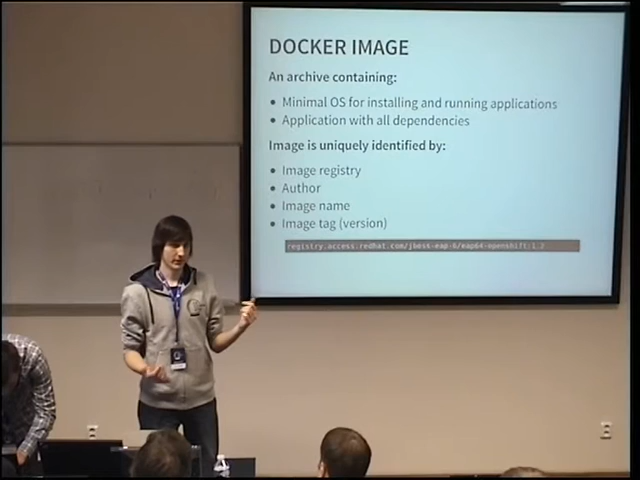 DOCKER IMAGE
An archive containing:
• Minimal OS for installing and running applications
• Application with all dependencies
Image is uniquely identified by:
• Image registry
• Author
• Image name
• Image tag (version)
registry.access.redhat.com/jboss-eap-6/eap64-openshift:1.2